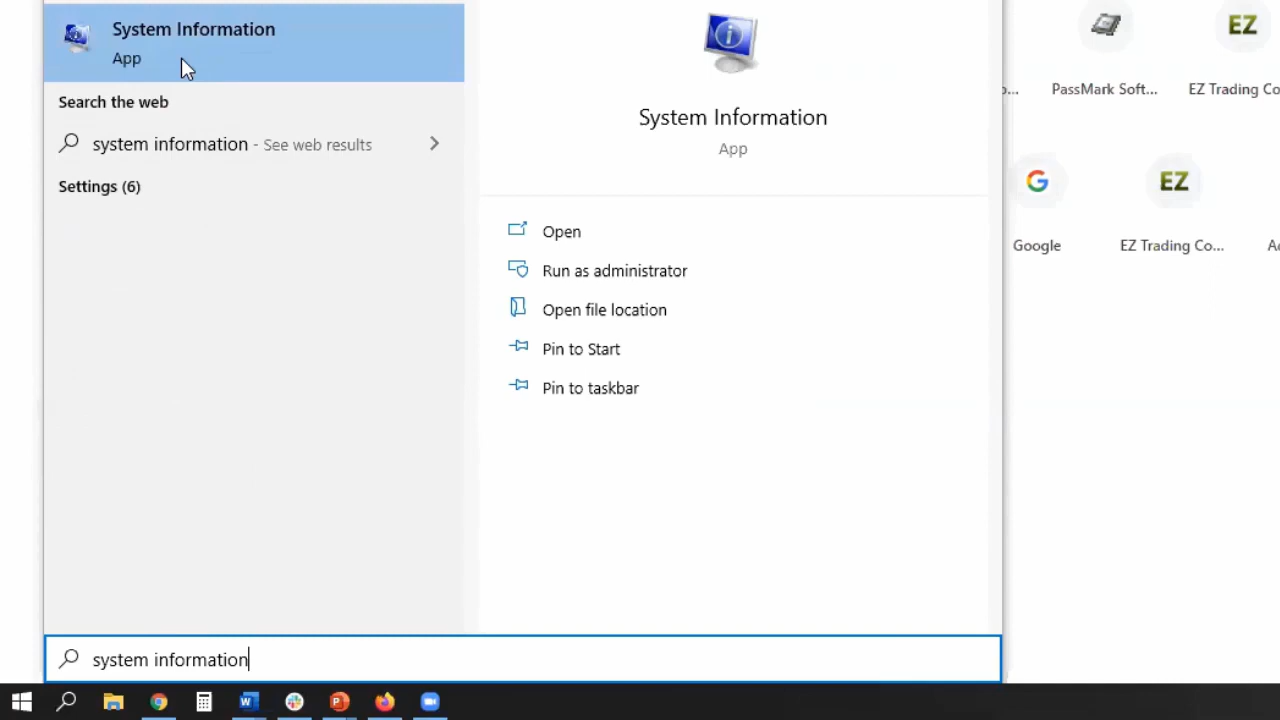 System Information
App
Search the web
system information - See web results
Settings (6)
System Information
App
Open
Run as administrator
Open file location
Pin to Start
Pin to taskbar
system information
PassMark Soft...
EZ Trading Co
EZ
Google
EZ Trading Co...
EZ